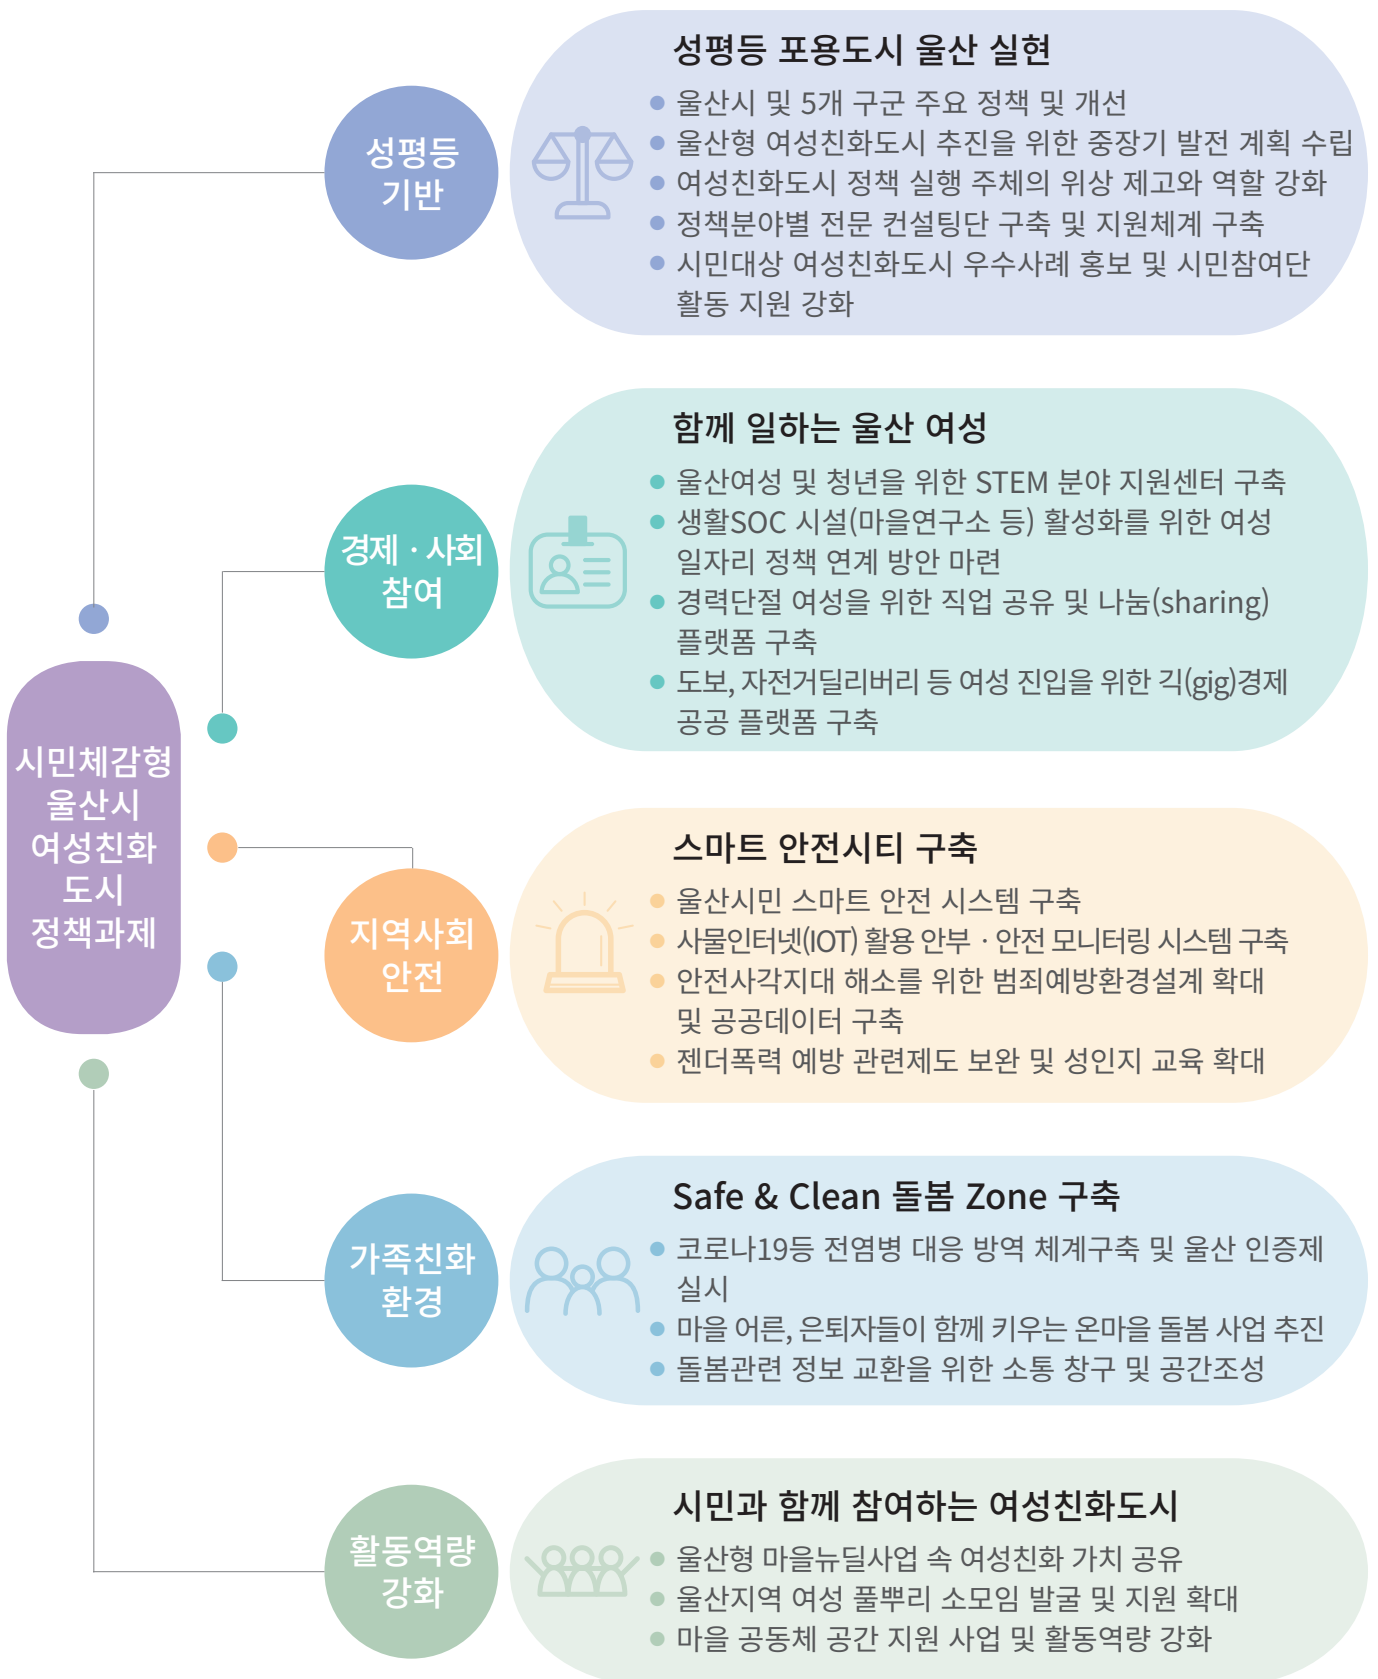 시민체감형
울산시
여성친화
도시
정책과제
성평등
기반
성평등 포용도시 울산 실현
울산시 및 5개 구군 주요 정책 및 개선
울산형 여성친화도시 추진을 위한 중장기 발전 계획 수립
여성친화도시 정책 실행 주체의 위상 제고와 역할 강화
정책분야별 전문 컨설팅단 구축 및 지원체계 구축
시민대상 여성친화도시 우수사례 홍보 및 시민참여단
활동 지원 강화
경제 · 사회
참여
함께 일하는 울산 여성
울산여성 및 청년을 위한 STEM 분야 지원센터 구축
생활SOC 시설(마을연구소 등) 활성화를 위한 여성
일자리 정책 연계 방안 마련
경력단절 여성을 위한 직업 공유 및 나눔(sharing)
플랫폼 구축
도보, 자전거딜리버리 등 여성 진입을 위한 긱(gig)경제
공공 플랫폼 구축
지역사회
안전
스마트 안전시티 구축
울산시민 스마트 안전 시스템 구축
사물인터넷(IOT) 활용 안부 · 안전 모니터링 시스템 구축
안전사각지대 해소를 위한 범죄예방환경설계 확대
및 공공데이터 구축
젠더폭력 예방 관련제도 보완 및 성인지 교육 확대
가족친화
환경
Safe & Clean 돌봄 Zone 구축
코로나19등 전염병 대응 방역 체계구축 및 울산 인증제
실시
마을 어른, 은퇴자들이 함께 키우는 온마을 돌봄 사업 추진
돌봄관련 정보 교환을 위한 소통 창구 및 공간조성
활동역량
강화
시민과 함께 참여하는 여성친화도시
울산형 마을뉴딜사업 속 여성친화 가치 공유
울산지역 여성 풀뿌리 소모임 발굴 및 지원 확대
마을 공동체 공간 지원 사업 및 활동역량 강화